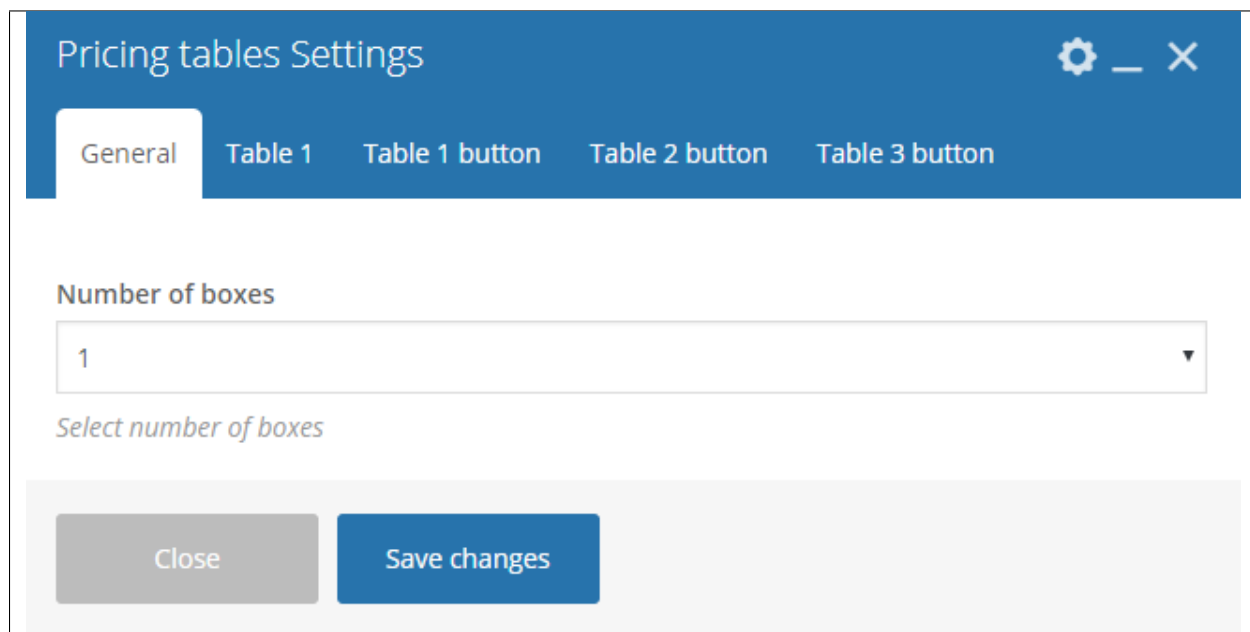 Pricing tables Settings
General Table 1 Table 1 button Table 2 button Table 3 button
Number of boxes
1
Select number of boxes
Close Save changes